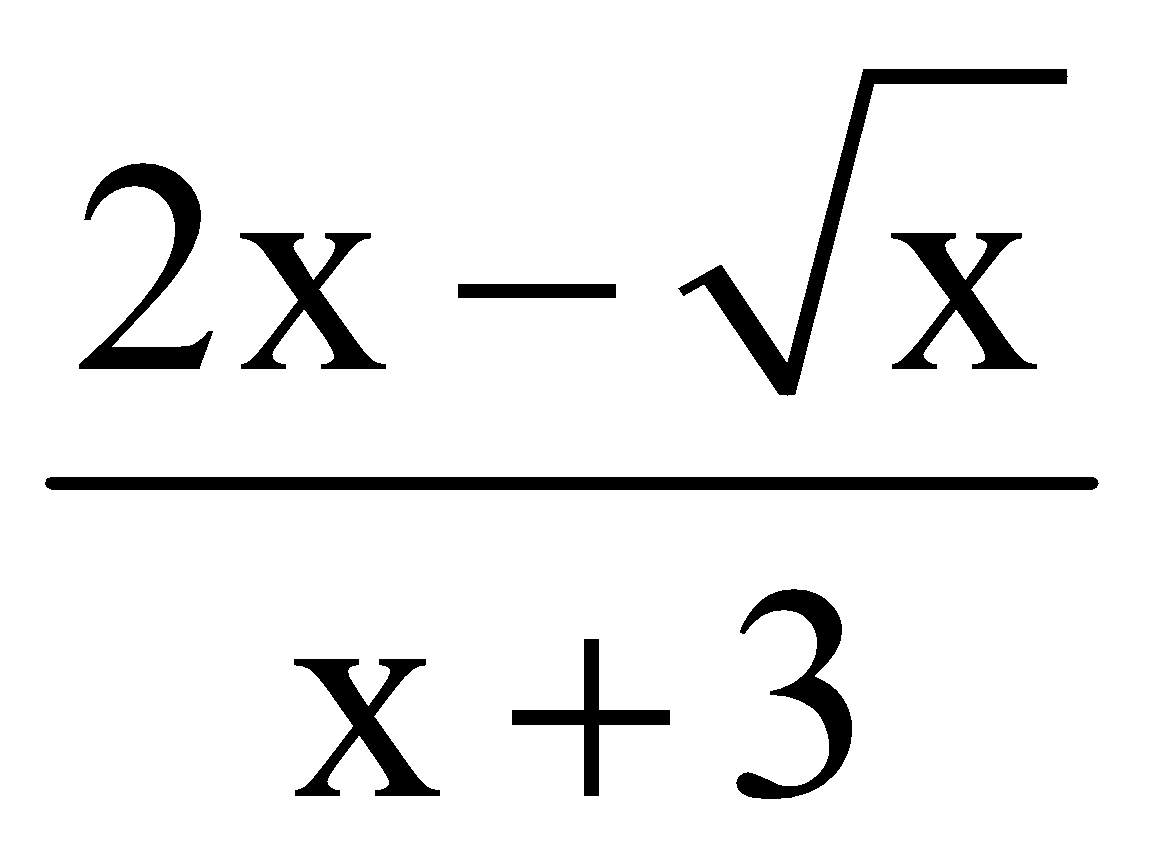 2x − √x
x + 3